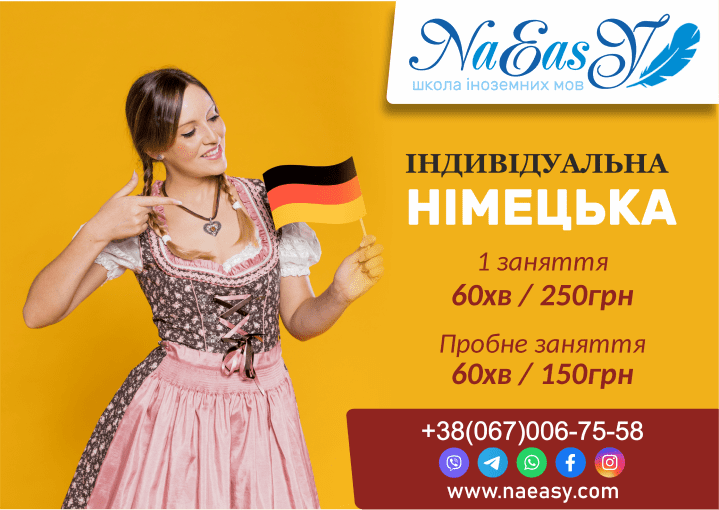 NaEasy
школа іноземних мов
ІНДИВІДУАЛЬНА
НІМЕЦЬКА
1 заняття
60хв / 250грн
Пробне заняття
60хв / 150грн
+38(067)006-75-58
www.naeasy.com